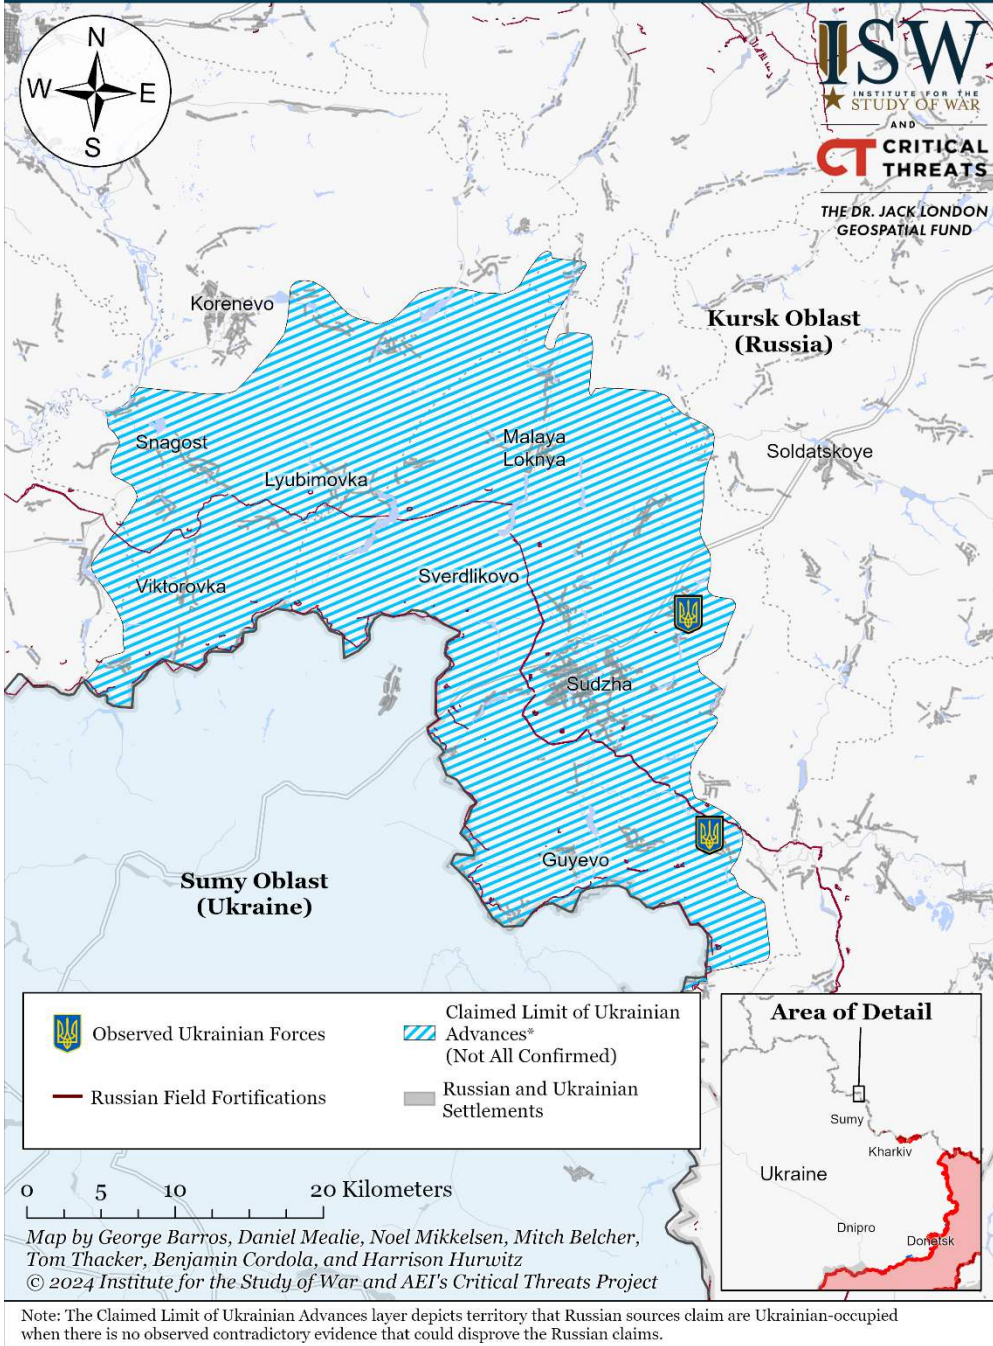 N
W
E
S
ISW
INSTITUTE FOR THE
STUDY OF WAR
AND
CT CRITICAL
THREATS
THE DR. JACK LONDON
GEOSPATIAL FUND
Korenevo
Kursk Oblast
(Russia)
Snagost
Malaya
Loknya
Soldatskoye
Lyubimovka
Viktorovka
Sverdlikovo
Sudzha
Guyevo
Sumy Oblast
(Ukraine)
Observed Ukrainian Forces
Claimed Limit of Ukrainian
Advances*
(Not All Confirmed)
Russian Field Fortifications
Russian and Ukrainian
Settlements
Area of Detail
Sumy
Kharkiv
Ukraine
Dnipro
Donetsk
0 5 10 20 Kilometers
Map by George Barros, Daniel Mealie, Noel Mikkelsen, Mitch Belcher,
Tom Thacker, Benjamin Cordola, and Harrison Hurwitz
© 2024 Institute for the Study of War and AEI's Critical Threats Project
Note: The Claimed Limit of Ukrainian Advances layer depicts territory that Russian sources claim are Ukrainian-occupied
when there is no observed contradictory evidence that could disprove the Russian claims.